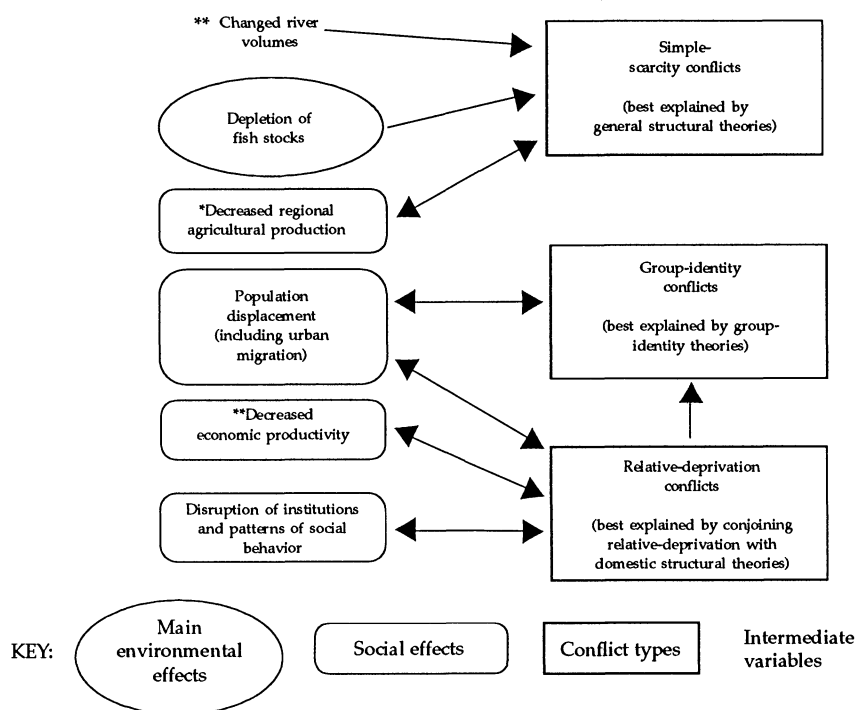 ** Changed river
volumes
Simple-
scarcity conflicts
(best explained by
general structural theories)
Depletion of
fish stocks
*Decreased regional
agricultural production
Population
displacement
(including urban
migration)
Group-identity
conflicts
(best explained by group-
identity theories)
**Decreased
economic productivity
Relative-deprivation
conflicts
(best explained by conjoining
relative-deprivation with
domestic structural theories)
Disruption of institutions
and patterns of social
behavior
KEY:
Main
environmental
effects
Social effects
Conflict types
Intermediate
variables